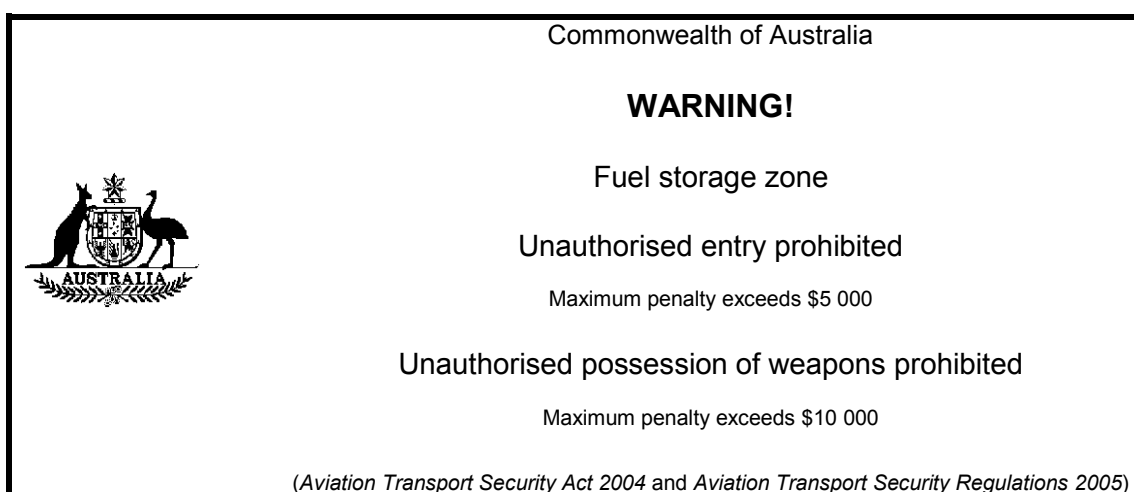 Commonwealth of Australia
WARNING!
Fuel storage zone
Unauthorised entry prohibited
Maximum penalty exceeds $5 000
Unauthorised possession of weapons prohibited
Maximum penalty exceeds $10 000
AUSTRALIA
(Aviation Transport Security Act 2004 and Aviation Transport Security Regulations 2005)